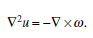 ∇²u = −∇ × ω.